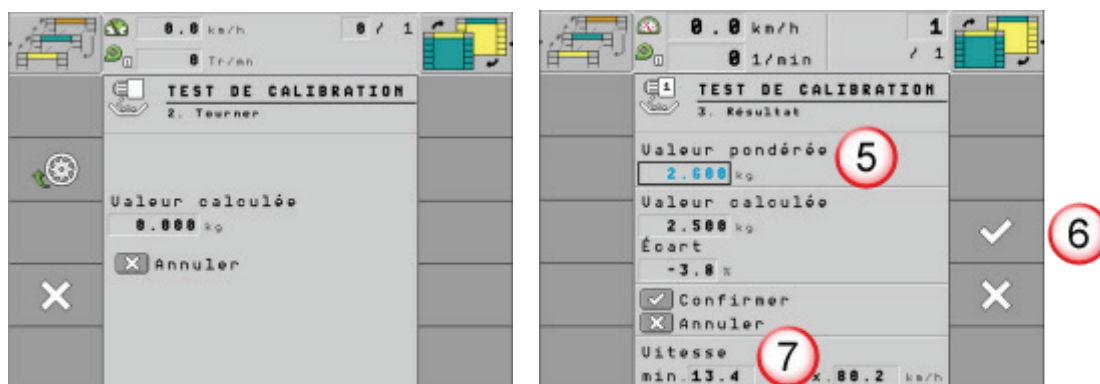 0.0 km/h
0 / 1
0 Tr/mn
TEST DE CALIBRATION
2. Tourner
Valeur calculée
0.000 kg
Annuler
0.0 km/h
1
/ 1
0 1/min
1 TEST DE CALIBRATION
3. Résultat
Valeur pondérée
5
2.600 kg
Valeur calculée
2.500 kg
Écart
-3.8 %
6
Confirmer
Annuler
Vitesse
7
min.13.4 x.80.2 km/h